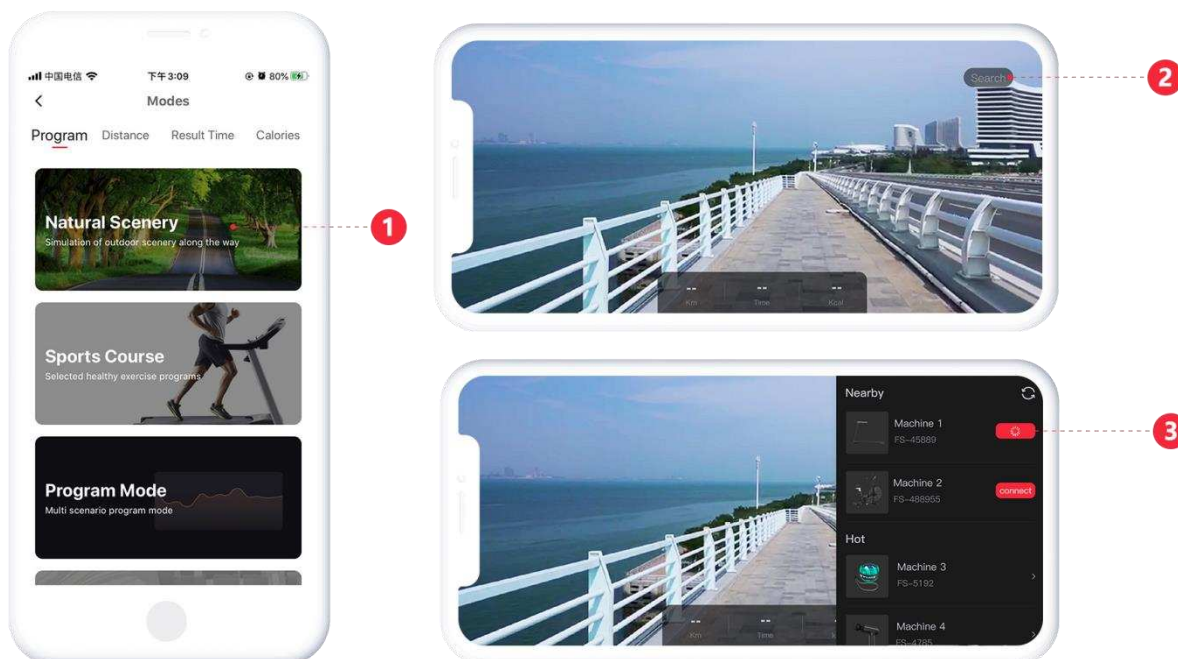 中国电信
下午3:09
80%
Modes
Program
Distance
Result Time
Calories
Natural Scenery
Simulation of outdoor scenery along the way
1
Sports Course
Selected healthy exercise programs
Program Mode
Multi scenario program mode
Search
2
-- -- --
Km Time Kcal
Nearby
Machine 1
FS-45889
3
Machine 2
FS-488955
connect
Hot
Machine 3
FS-5192
Machine 4
FS-4785
-- --
Km Time